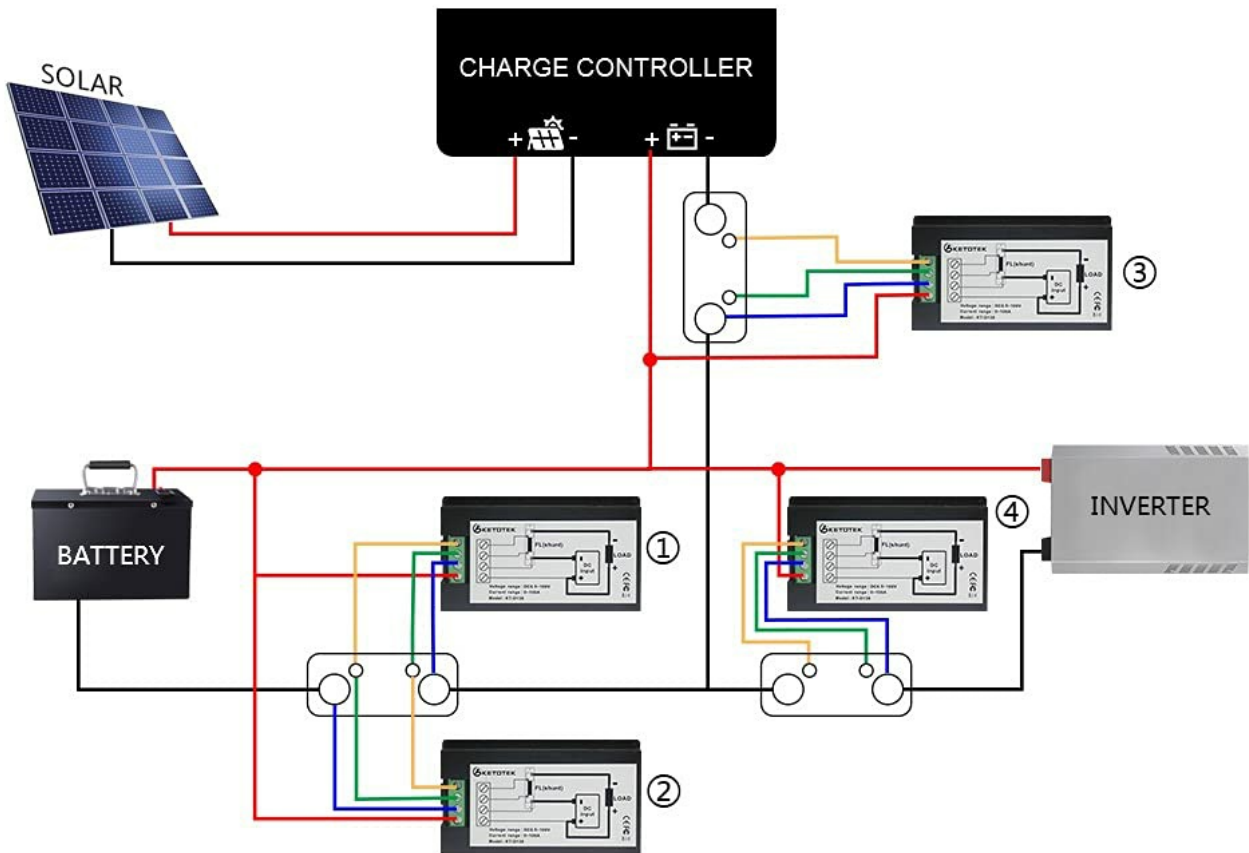 SOLAR
CHARGE CONTROLLER
+ - + -
KETOTEK
FL(shunt)
-
LOAD
+
DC
Input
- +
③
BATTERY
KETOTEK
FL(shunt)
-
LOAD
+
DC
Input
- +
①
KETOTEK
FL(shunt)
-
LOAD
+
DC
Input
④
INVERTER
KETOTEK
FL(shunt)
-
LOAD
+
DC
Input
②